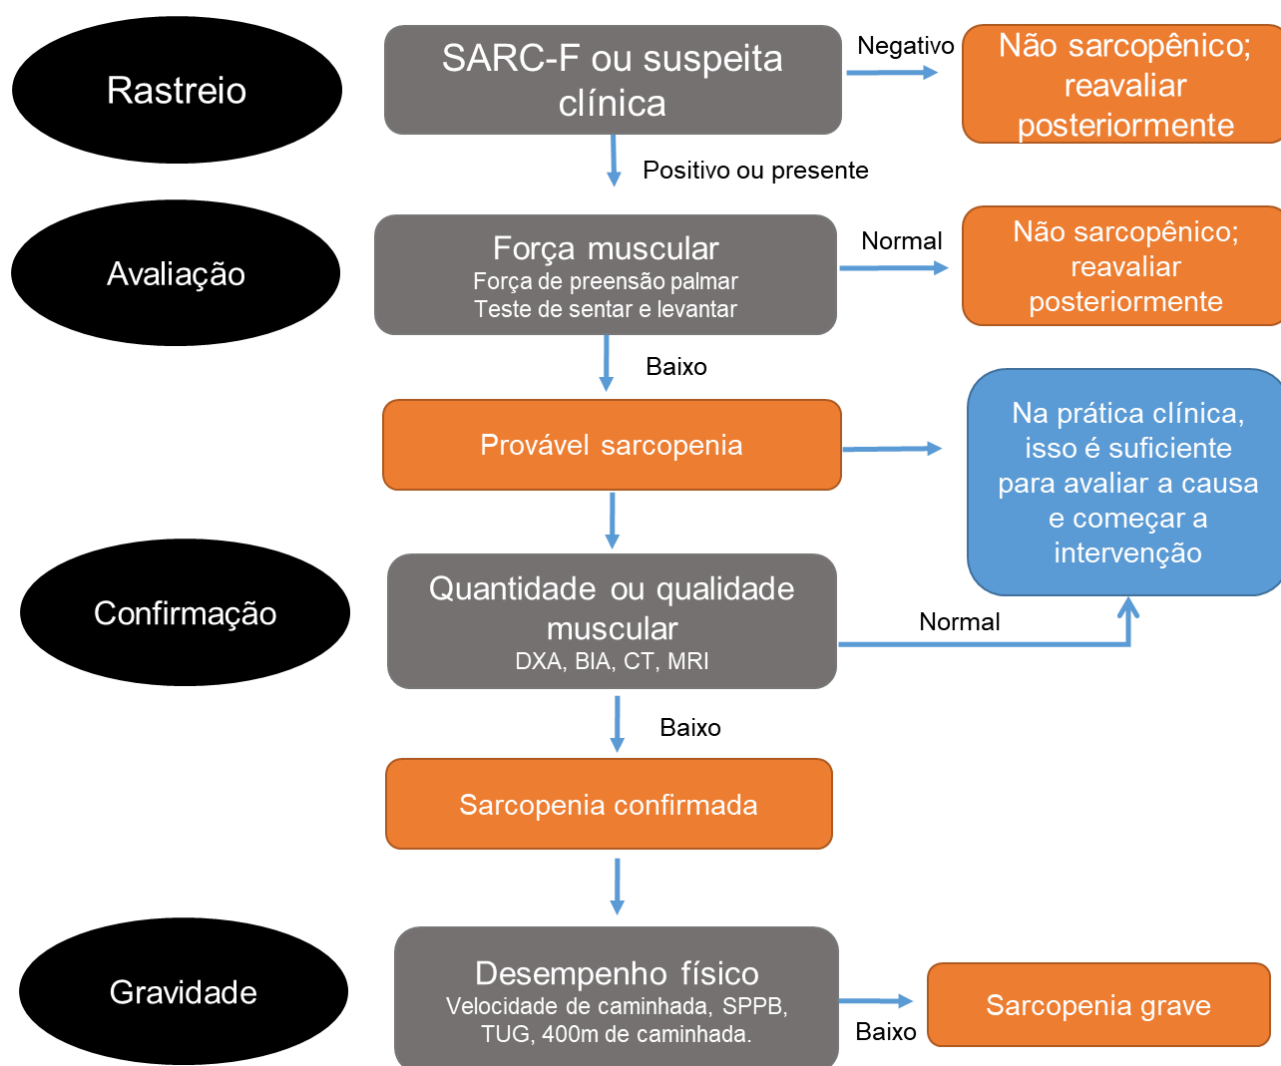 Rastreio
SARC-F ou suspeita
clínica
Negativo
Não sarcopênico;
reavaliar
posteriormente
Positivo ou presente
Avaliação
Força muscular
Força de preensão palmar
Teste de sentar e levantar
Normal
Não sarcopênico;
reavaliar
posteriormente
Baixo
Provável sarcopenia
Na prática clínica,
isso é suficiente
para avaliar a causa
e começar a
intervenção
Confirmação
Quantidade ou qualidade
muscular
DXA, BIA, CT, MRI
Normal
Baixo
Sarcopenia confirmada
Gravidade
Desempenho físico
Velocidade de caminhada, SPPB,
TUG, 400m de caminhada.
Baixo
Sarcopenia grave